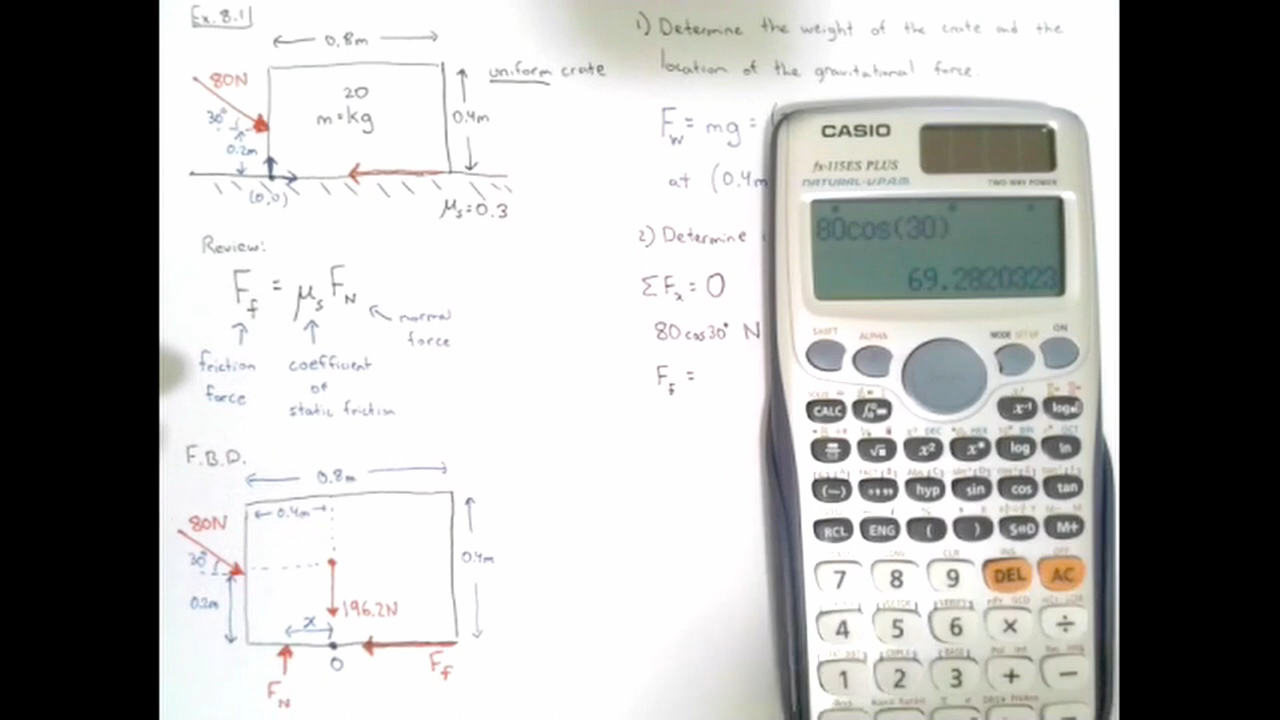 Ex. 8.1
0.8m
80N
30°
0.2m
20
m=kg
0.4m
uniform crate
(0,0)
μs=0.3
Review:
Ff = μs FN
normal force
friction force
coefficient of static friction
F.B.D.
0.8m
0.4m
80N
30°
0.2m
196.2N
0.4m
x
O
FN
Ff
1) Determine the weight of the crate and the
location of the gravitational force.
Fw = mg =
at (0.4m
2) Determine
ΣFx = 0
80 cos30° N
Ff =
CASIO
fx-115ES PLUS
NATURAL-V.P.A.M.
TWO WAY POWER
80cos(30)
69.2820323
SHIFT
ALPHA
MODE SETUP
ON
CALC
x⁻¹
x²
log
ln
(−)
hyp
sin
cos
tan
RCL
ENG
(
)
S⇔D
M+
7
8
9
DEL
AC
4
5
6
×
÷
1
2
3
+
−